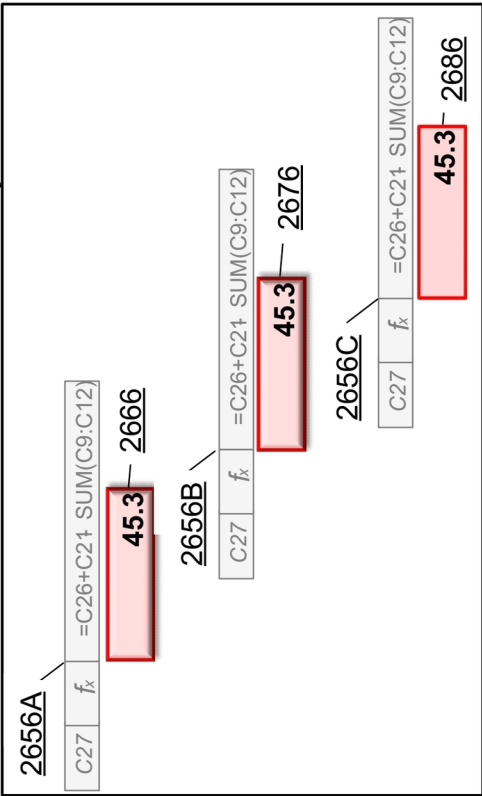 2656A
C27 fx =C26+C21- SUM(C9:C12)
45.3
2666
2656B
C27 fx =C26+C21- SUM(C9:C12)
45.3
2676
2656C
C27 fx =C26+C21- SUM(C9:C12)
45.3
2686